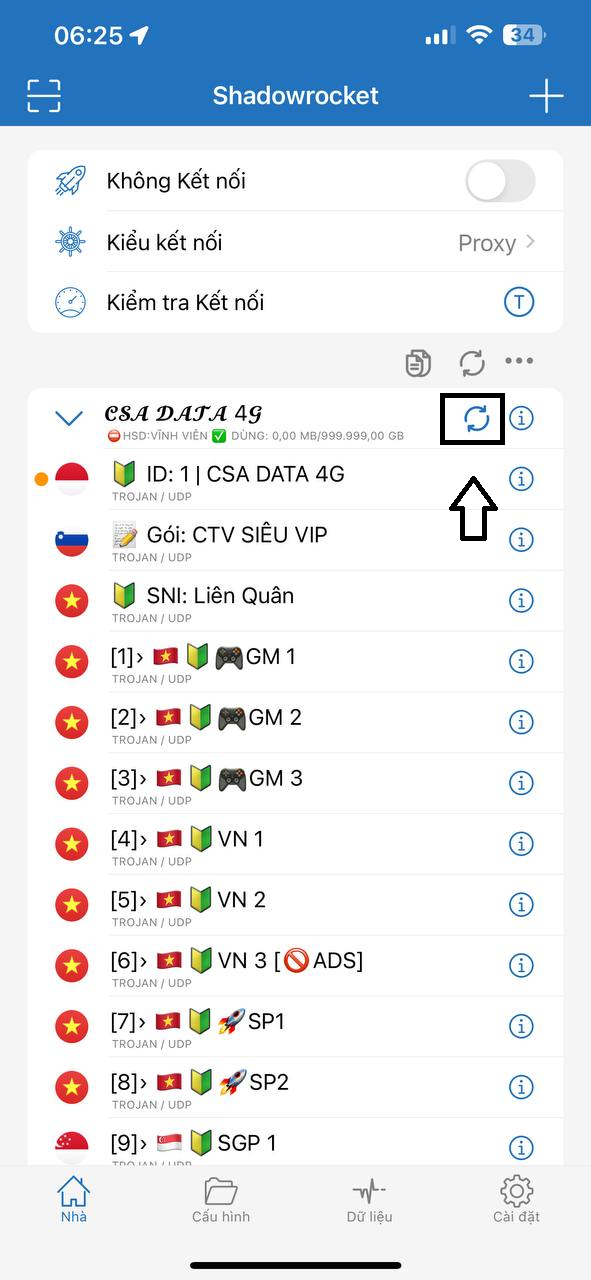 06:25
34
Shadowrocket
Không Kết nối
Kiểu kết nối
Proxy
Kiểm tra Kết nối
T
𝓒𝓢𝓐 𝓓𝓐𝓣𝓐 4𝓖
⛔HSD:VĨNH VIỄN ✅ DÙNG: 0,00 MB/999.999,00 GB
🔰 ID: 1 | CSA DATA 4G
TROJAN / UDP
📝 Gói: CTV SIÊU VIP
TROJAN / UDP
🔰 SNI: Liên Quân
TROJAN / UDP
[1]› 🇻🇳 🔰 🎮GM 1
TROJAN / UDP
[2]› 🇻🇳 🔰 🎮GM 2
TROJAN / UDP
[3]› 🇻🇳 🔰 🎮GM 3
TROJAN / UDP
[4]› 🇻🇳 🔰VN 1
TROJAN / UDP
[5]› 🇻🇳 🔰VN 2
TROJAN / UDP
[6]› 🇻🇳 🔰VN 3 [🚫ADS]
TROJAN / UDP
[7]› 🇻🇳 🔰 🚀SP1
TROJAN / UDP
[8]› 🇻🇳 🔰 🚀SP2
TROJAN / UDP
[9]› 🇸🇬 🔰SGP 1
TROJAN / UDP
Nhà
Cấu hình
Dữ liệu
Cài đặt